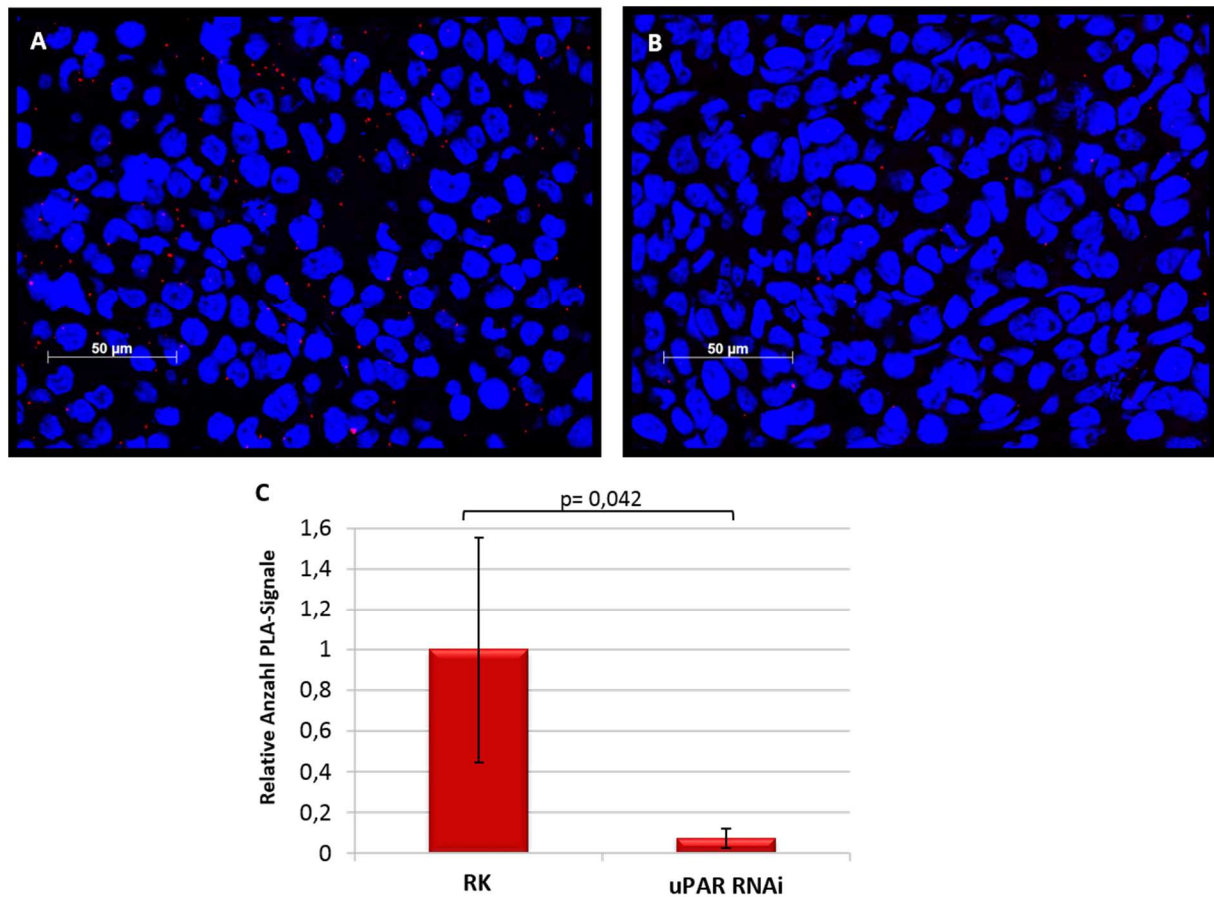 A
B
50 µm
50 µm
C
p= 0,042
Relative Anzahl PLA-Signale
1,6
1,4
1,2
1
0,8
0,6
0,4
0,2
0
RK
uPAR RNAi